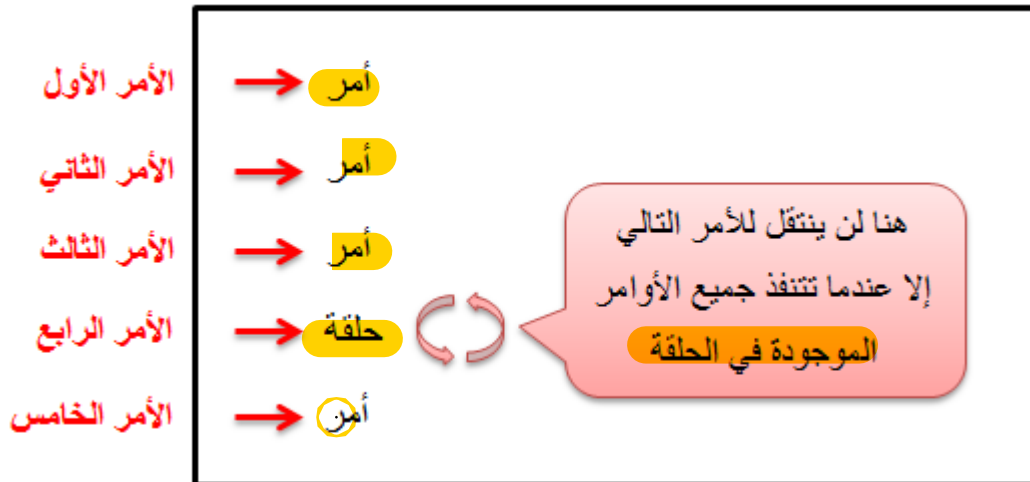 الأمر الأول
أمر
الأمر الثاني
أمر
الأمر الثالث
أمر
الأمر الرابع
حلقة
هنا لن ينتقل للأمر التالي
إلا عندما تتنفذ جميع الأوامر
الموجودة في الحلقة
الأمر الخامس
أمر